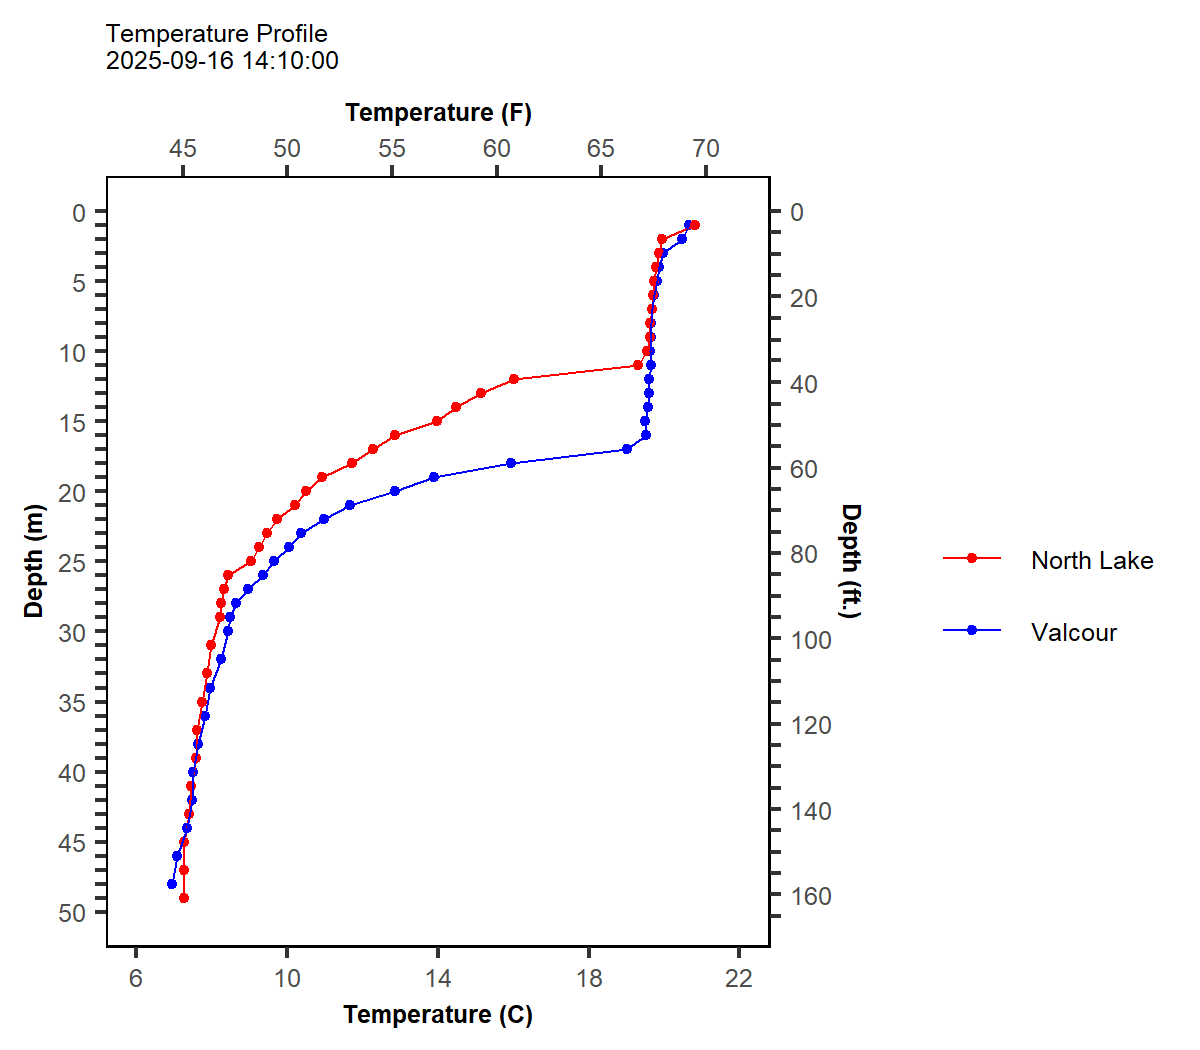 Temperature Profile
2025-09-16 14:10:00
Temperature (F)
45 50 55 60 65 70
0
5
10
15
20
25
30
35
40
45
50
Depth (m)
0
20
40
60
80
100
120
140
160
Depth (ft.)
North Lake
Valcour
6 10 14 18 22
Temperature (C)